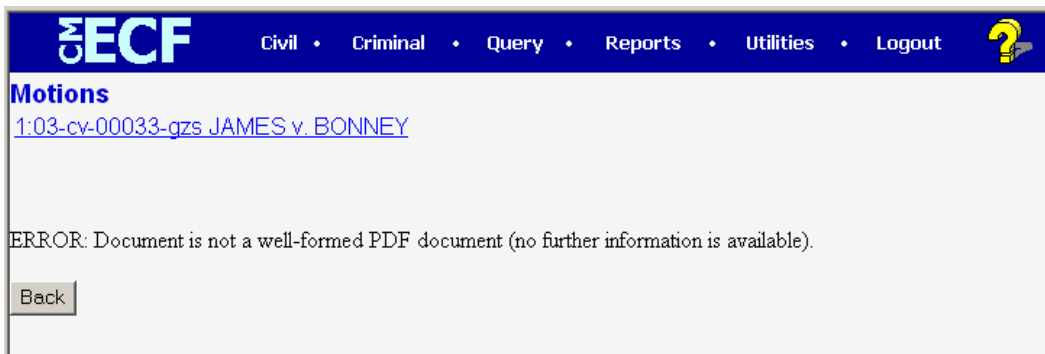 CM ECF Civil • Criminal • Query • Reports • Utilities • Logout ?
Motions
1:03-cv-00033-gzs JAMES v. BONNEY
ERROR: Document is not a well-formed PDF document (no further information is available).
Back